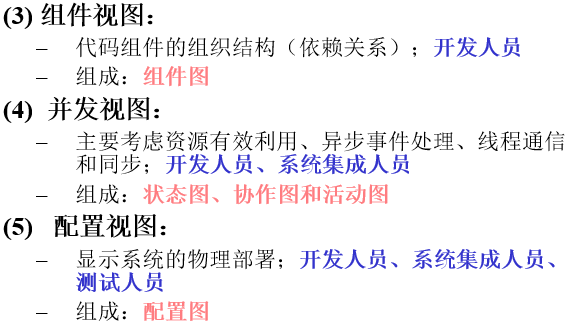 (3) 组件视图：
– 代码组件的组织结构（依赖关系）；开发人员
– 组成：组件图
(4) 并发视图：
– 主要考虑资源有效利用、异步事件处理、线程通信
和同步；开发人员、系统集成人员
– 组成：状态图、协作图和活动图
(5) 配置视图：
– 显示系统的物理部署；开发人员、系统集成人员、
测试人员
– 组成：配置图